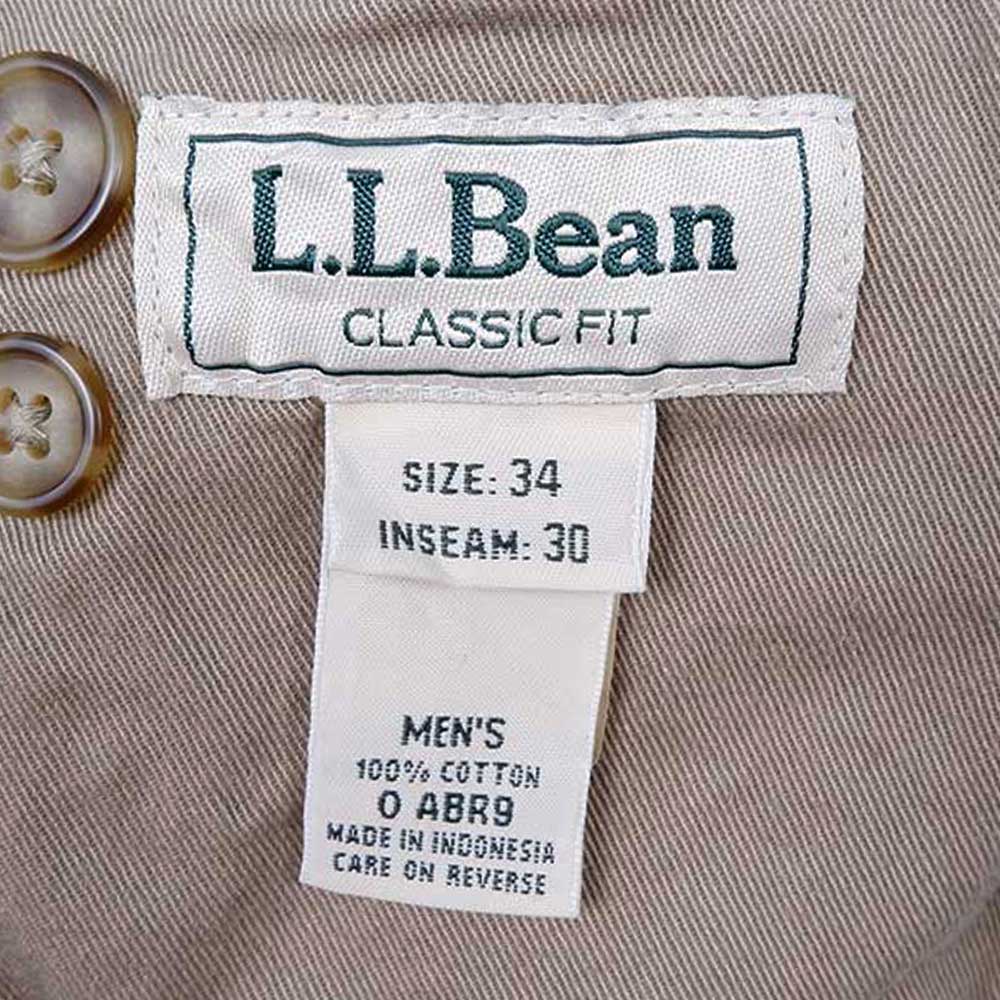 L.L.Bean
CLASSIC FIT
SIZE: 34
INSEAM: 30
MEN'S
100% COTTON
0 ABR9
MADE IN INDONESIA
CARE ON REVERSE